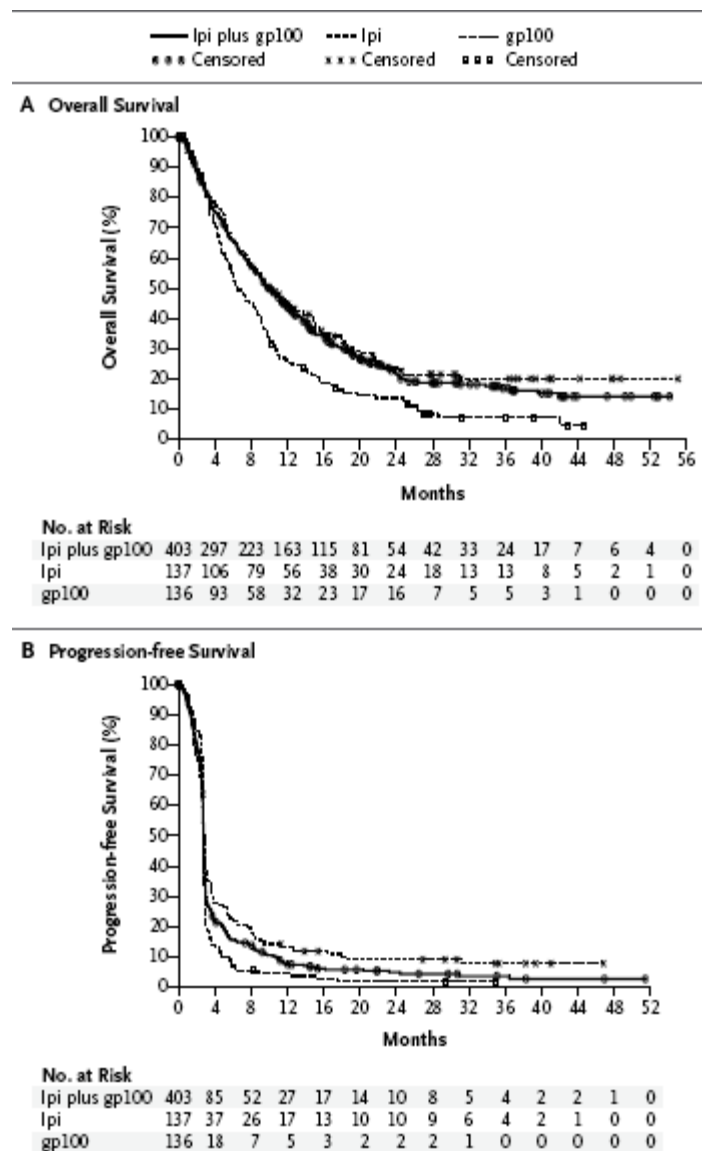 Ipi plus gp100 Ipi gp100
Censored Censored Censored
A Overall Survival
100
90
80
70
60
50
40
30
20
10
0
Overall Survival (%)
0 4 8 12 16 20 24 28 32 36 40 44 48 52 56
Months
No. at Risk
Ipi plus gp100 403 297 223 163 115 81 54 42 33 24 17 7 6 4 0
Ipi 137 106 79 56 38 30 24 18 13 13 8 5 2 1 0
gp100 136 93 58 32 23 17 16 7 5 5 3 1 0 0 0
B Progression-free Survival
100
90
80
70
60
50
40
30
20
10
0
Progression-free Survival (%)
0 4 8 12 16 20 24 28 32 36 40 44 48 52
Months
No. at Risk
Ipi plus gp100 403 85 52 27 17 14 10 8 5 4 2 2 1 0
Ipi 137 37 26 17 13 10 10 9 6 4 2 1 0 0
gp100 136 18 7 5 3 2 2 2 1 0 0 0 0 0